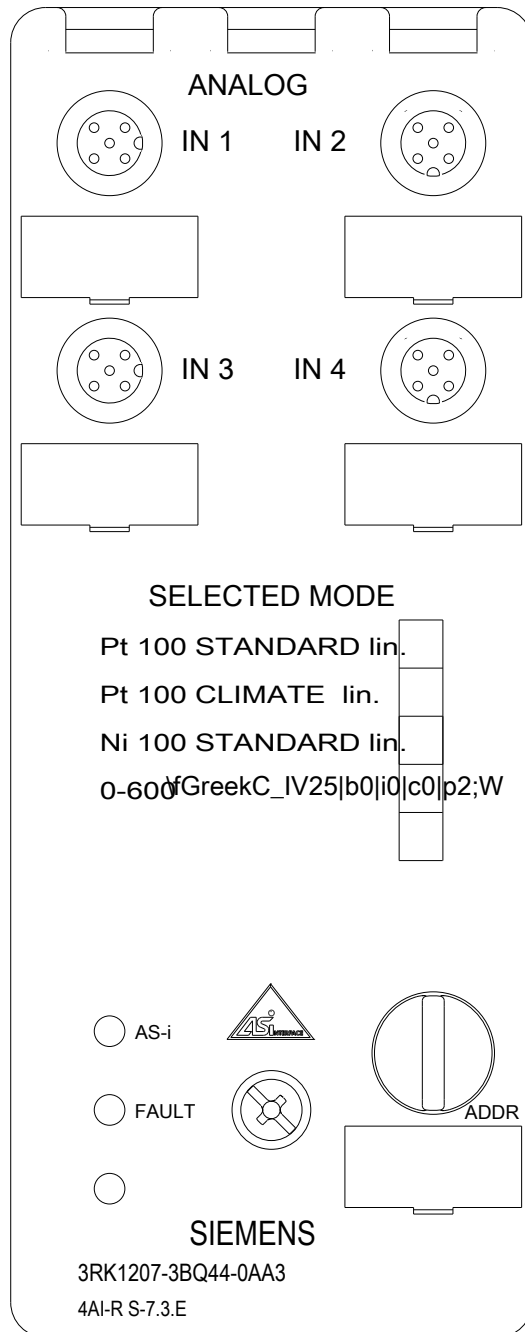 ANALOG
IN 1 IN 2
IN 3 IN 4
SELECTED MODE
Pt 100 STANDARD lin.
Pt 100 CLIMATE lin.
Ni 100 STANDARD lin.
0-600\fGreekC_IV25|b0|i0|c0|p2;W
AS-i
ASi INTERFACE
FAULT
ADDR
SIEMENS
3RK1207-3BQ44-0AA3
4AI-R S-7.3.E